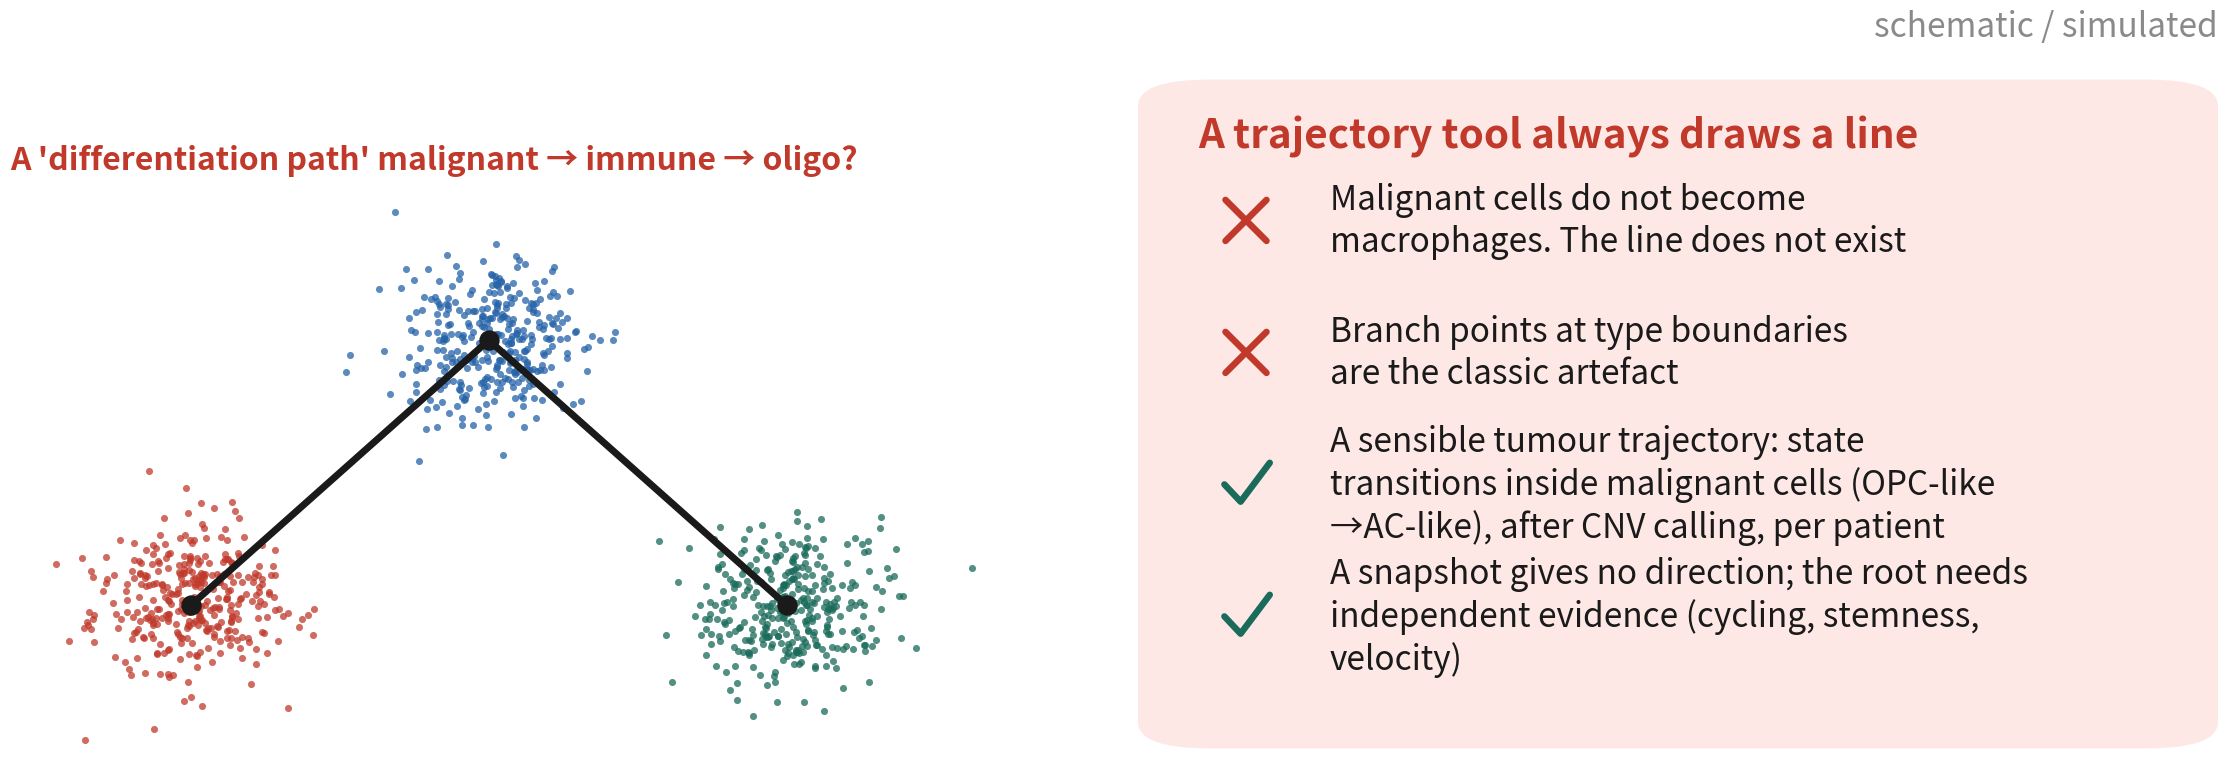 schematic / simulated
A 'differentiation path' malignant → immune → oligo?
A trajectory tool always draws a line
Malignant cells do not become
macrophages. The line does not exist
Branch points at type boundaries
are the classic artefact
A sensible tumour trajectory: state
transitions inside malignant cells (OPC-like
→AC-like), after CNV calling, per patient
A snapshot gives no direction; the root needs
independent evidence (cycling, stemness,
velocity)